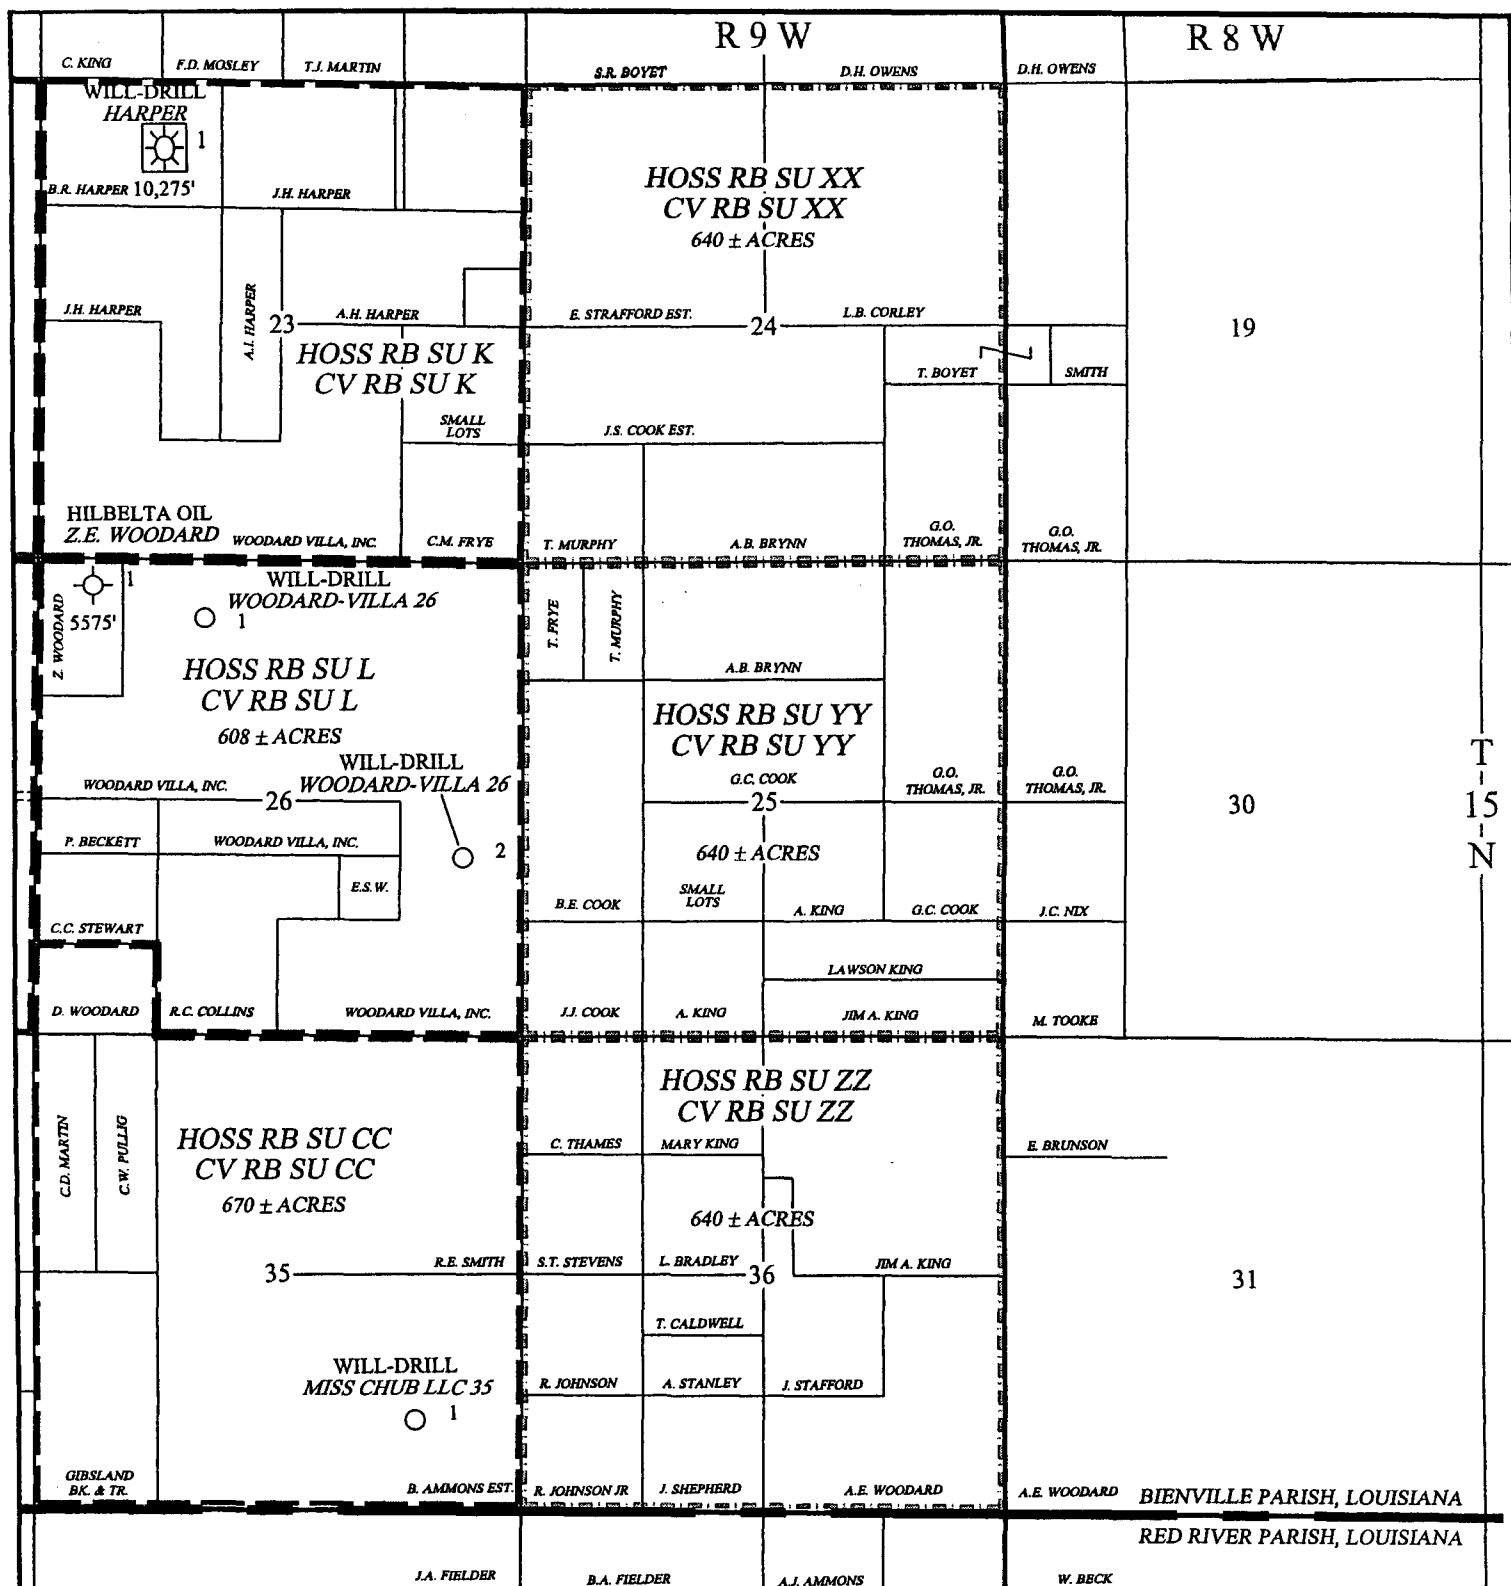 R 9 W
R 8 W
C. KING
F.D. MOSLEY
T.J. MARTIN
S.R. BOYET
D.H. OWENS
D.H. OWENS
WILL-DRILL
HARPER
1
B.R. HARPER
10,275'
J.H. HARPER
HOSS RB SU XX
CV RB SU XX
640 ± ACRES
J.H. HARPER
A.I. HARPER
23
A.H. HARPER
E. STRAFFORD EST.
24
L.B. CORLEY
19
HOSS RB SU K
CV RB SU K
T. BOYET
SMITH
SMALL
LOTS
J.S. COOK EST.
HILBELTA OIL
Z.E. WOODARD
WOODARD VILLA, INC.
C.M. FRYE
T. MURPHY
A.B. BRYNN
G.O.
THOMAS, JR.
G.O.
THOMAS, JR.
1
5575'
Z. WOODARD
WILL-DRILL
WOODARD-VILLA 26
1
T. FRYE
T. MURPHY
A.B. BRYNN
HOSS RB SU L
CV RB SU L
608 ± ACRES
HOSS RB SU YY
CV RB SU YY
WILL-DRILL
WOODARD-VILLA 26
WOODARD VILLA, INC.
26
G.C. COOK
25
G.O.
THOMAS, JR.
G.O.
THOMAS, JR.
30
T
15
N
P. BECKETT
WOODARD VILLA, INC.
2
640 ± ACRES
E.S.W.
B.E. COOK
SMALL
LOTS
A. KING
G.C. COOK
J.C. NIX
C.C. STEWART
LAWSON KING
D. WOODARD
R.C. COLLINS
WOODARD VILLA, INC.
J.J. COOK
A. KING
JIM A. KING
M. TOOKE
HOSS RB SU ZZ
CV RB SU ZZ
C.D. MARTIN
C.W. PULLIG
HOSS RB SU CC
CV RB SU CC
670 ± ACRES
C. THAMES
MARY KING
E. BRUNSON
640 ± ACRES
35
R.E. SMITH
S.T. STEVENS
L. BRADLEY
36
JIM A. KING
31
T. CALDWELL
WILL-DRILL
MISS CHUB LLC 35
1
R. JOHNSON
A. STANLEY
J. STAFFORD
GIBSLAND
BK. & TR.
B. AMMONS EST.
R. JOHNSON JR
J. SHEPHERD
A.E. WOODARD
A.E. WOODARD
BIENVILLE PARISH, LOUISIANA
RED RIVER PARISH, LOUISIANA
J.A. FIELDER
B.A. FIELDER
A.J. AMMONS
W. BECK